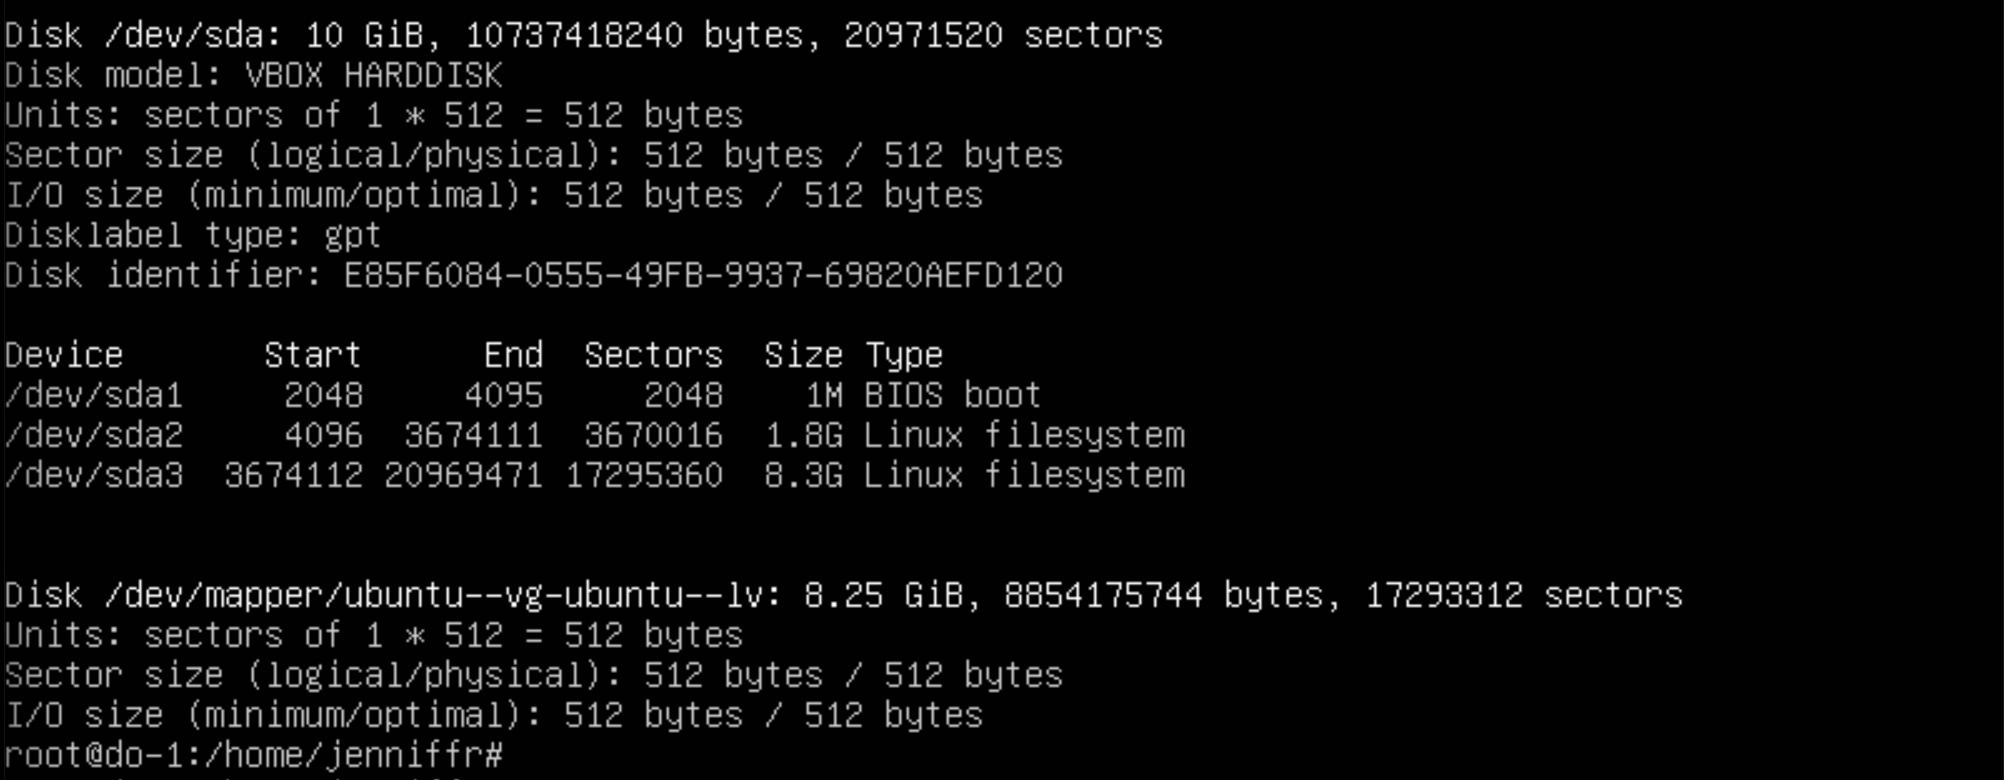 Disk /dev/sda: 10 GiB, 10737418240 bytes, 20971520 sectors
Disk model: VBOX HARDDISK
Units: sectors of 1 * 512 = 512 bytes
Sector size (logical/physical): 512 bytes / 512 bytes
I/O size (minimum/optimal): 512 bytes / 512 bytes
Disklabel type: gpt
Disk identifier: E85F6084-0555-49FB-9937-69820AEFD120
Device Start End Sectors Size Type
/dev/sda1 2048 4095 2048 1M BIOS boot
/dev/sda2 4096 3674111 3670016 1.8G Linux filesystem
/dev/sda3 3674112 20969471 17295360 8.3G Linux filesystem
Disk /dev/mapper/ubuntu--vg-ubuntu--lv: 8.25 GiB, 8854175744 bytes, 17293312 sectors
Units: sectors of 1 * 512 = 512 bytes
Sector size (logical/physical): 512 bytes / 512 bytes
I/O size (minimum/optimal): 512 bytes / 512 bytes
root@do-1:/home/jenniffr#